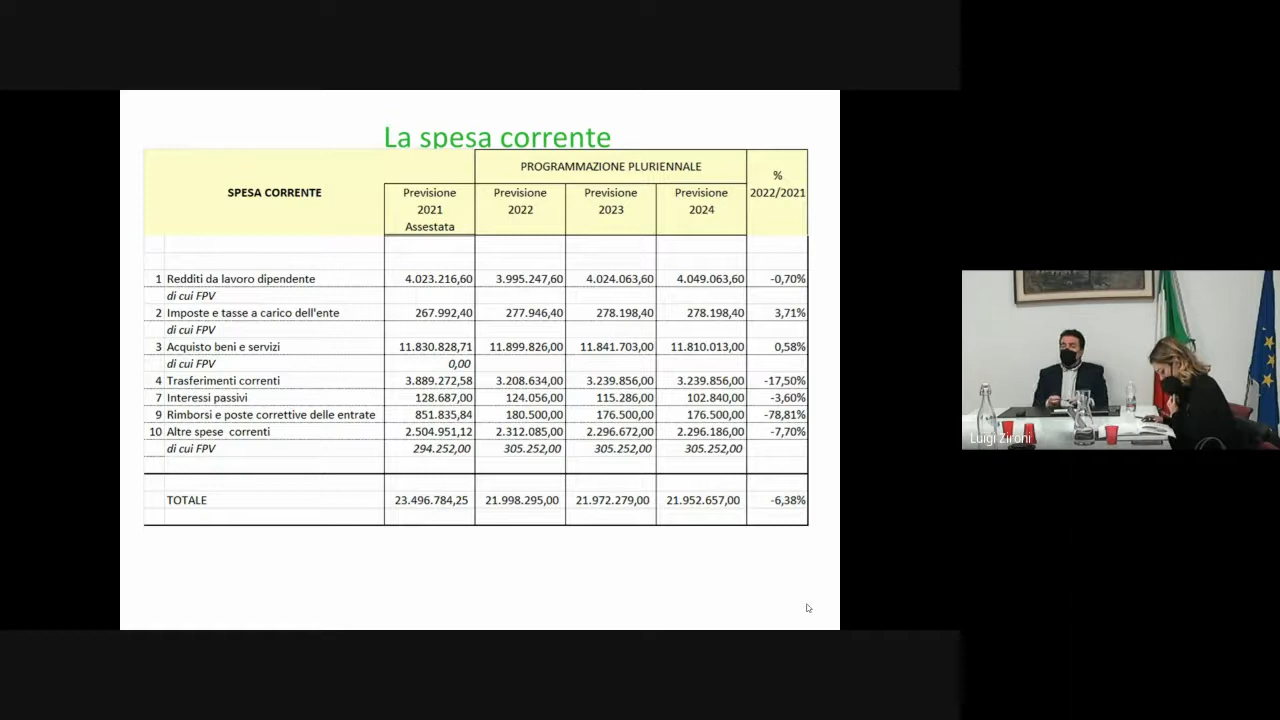 La spesa corrente
SPESA CORRENTE
PROGRAMMAZIONE PLURIENNALE
%
2022/2021
Previsione
2021
Assestata
Previsione
2022
Previsione
2023
Previsione
2024
1 Redditi da lavoro dipendente 4.023.216,60 3.995.247,60 4.024.063,60 4.049.063,60 -0,70%
di cui FPV
2 Imposte e tasse a carico dell'ente 267.992,40 277.946,40 278.198,40 278.198,40 3,71%
di cui FPV
3 Acquisto beni e servizi 11.830.828,71 11.899.826,00 11.841.703,00 11.810.013,00 0,58%
di cui FPV 0,00
4 Trasferimenti correnti 3.889.272,58 3.208.634,00 3.239.856,00 3.239.856,00 -17,50%
7 Interessi passivi 128.687,00 124.056,00 115.286,00 102.840,00 -3,60%
9 Rimborsi e poste correttive delle entrate 851.835,84 180.500,00 176.500,00 176.500,00 -78,81%
10 Altre spese correnti 2.504.951,12 2.312.085,00 2.296.672,00 2.296.186,00 -7,70%
di cui FPV 294.252,00 305.252,00 305.252,00 305.252,00
TOTALE 23.496.784,25 21.998.295,00 21.972.279,00 21.952.657,00 -6,38%
Luigi Zironi